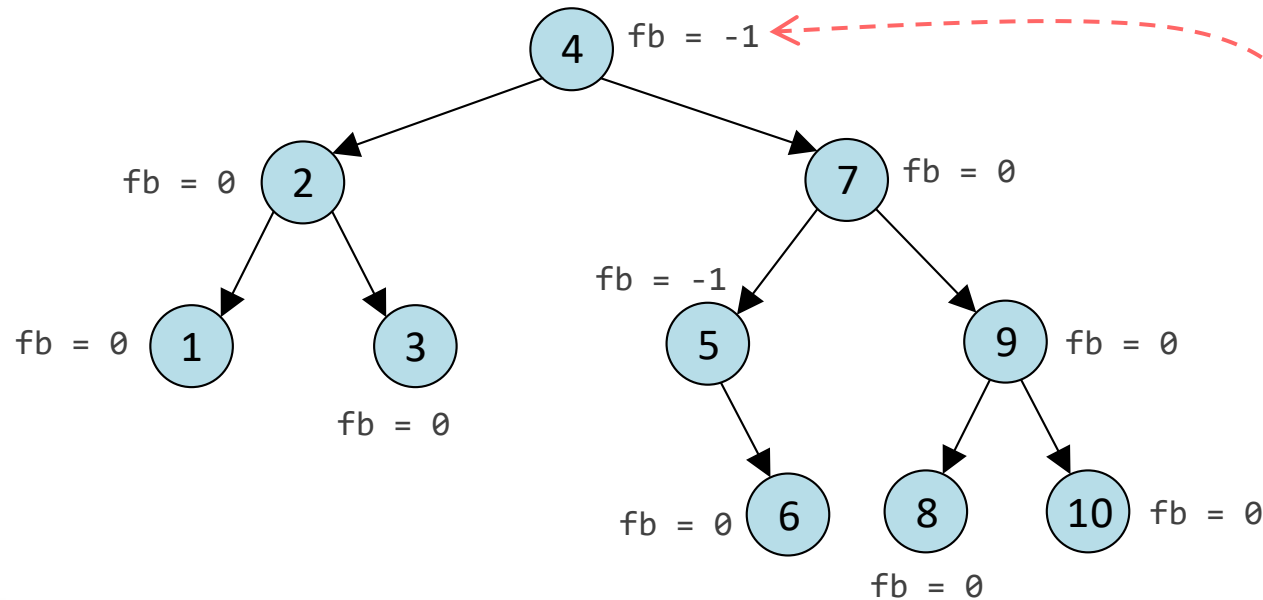 4 fb = -1
fb = 0 2 7 fb = 0
fb = -1
fb = 0 1 3 5 9 fb = 0
fb = 0
fb = 0 6 8 10 fb = 0
fb = 0